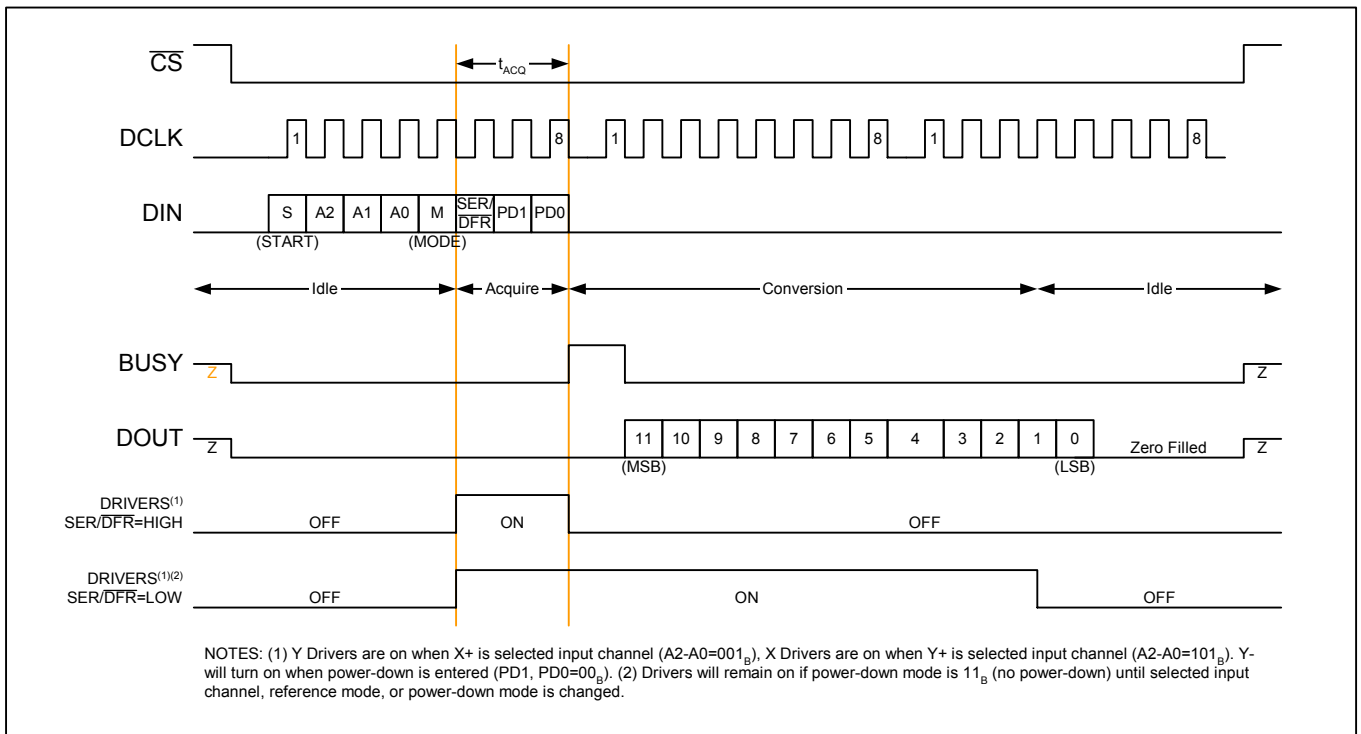 CS
t_ACQ
DCLK
1 8 1 8 1 8
DIN
S A2 A1 A0 M SER/DFR PD1 PD0
(START) (MODE)
Idle Acquire Conversion Idle
BUSY
Z Z
DOUT
Z 11 10 9 8 7 6 5 4 3 2 1 0 Zero Filled Z
(MSB) (LSB)
DRIVERS(1)
SER/DFR=HIGH OFF ON OFF
DRIVERS(1)(2)
SER/DFR=LOW OFF ON OFF
NOTES: (1) Y Drivers are on when X+ is selected input channel (A2-A0=001B), X Drivers are on when Y+ is selected input channel (A2-A0=101B). Y-
will turn on when power-down is entered (PD1, PD0=00B). (2) Drivers will remain on if power-down mode is 11B (no power-down) until selected input
channel, reference mode, or power-down mode is changed.